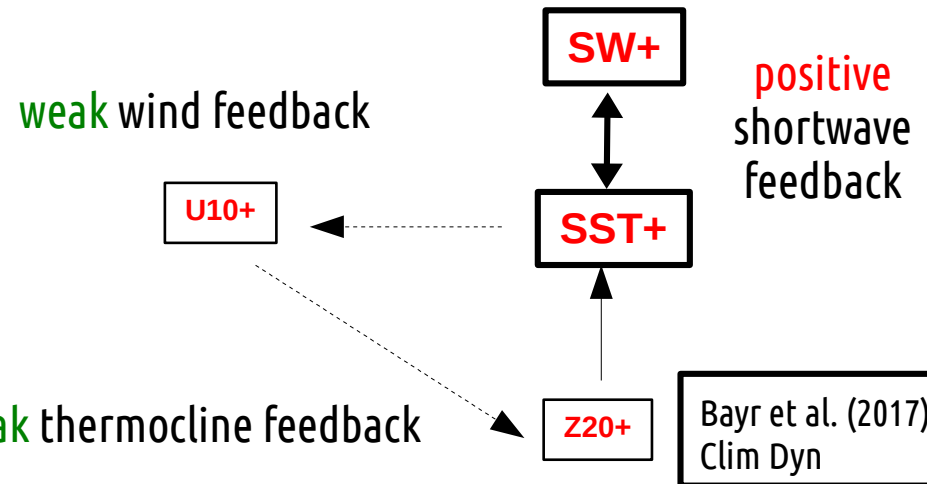 SW+
positive
shortwave
feedback
weak wind feedback
U10+
SST+
ak thermocline feedback
Z20+
Bayr et al. (2017)
Clim Dyn